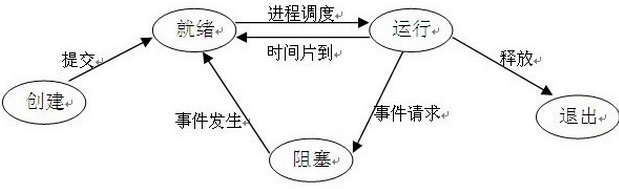 进程调度
就绪
运行
提交
时间片到
释放
创建
事件发生
事件请求
退出
阻塞